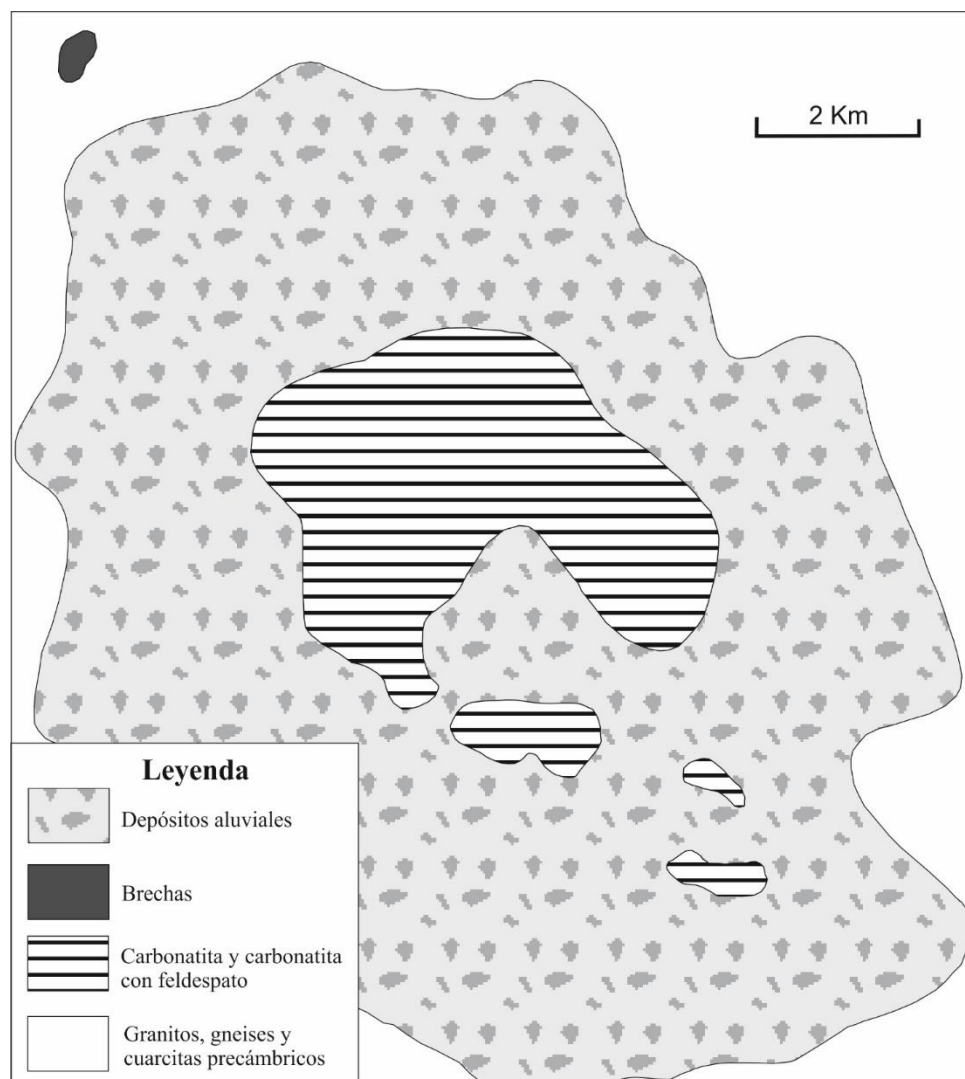 2 Km
Leyenda
Depósitos aluviales
Brechas
Carbonatita y carbonatita
con feldespato
Granitos, gneises y
cuarcitas precámbricos